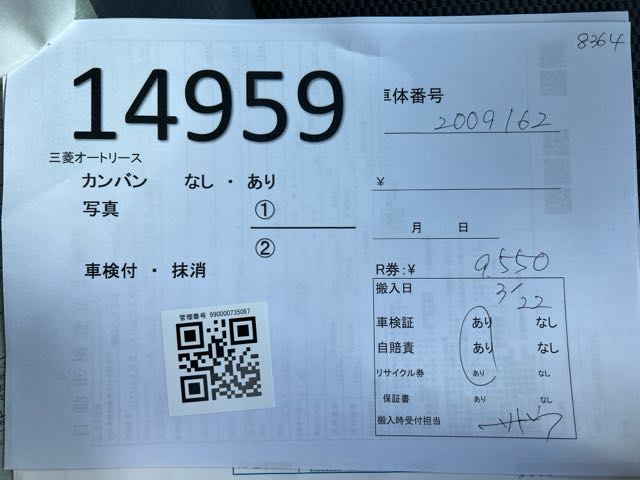 8364
14959
車体番号
2009162
三菱オートリース
カンバン なし ・ あり
¥
写真 ①
月 日
②
車検付 ・ 抹消
R券:¥ 9,550
搬入日 3/22
管理番号 990000735067
車検証 あり なし
自賠責 あり なし
リサイクル券 あり なし
保証書 あり なし
搬入時受付担当